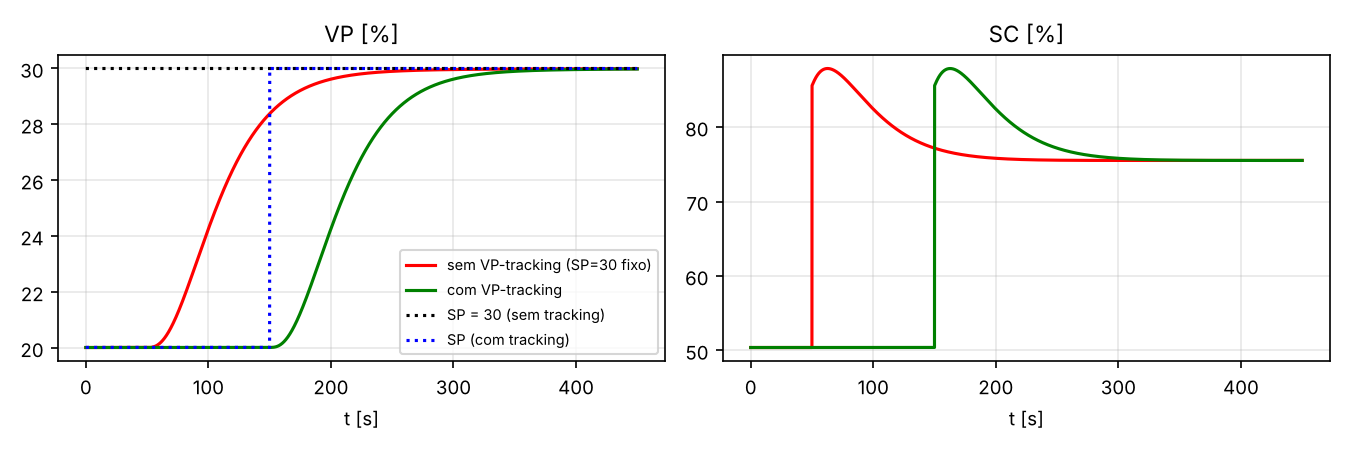 VP [%]
30
28
26
24
22
20
0 100 200 300 400
t [s]
sem VP-tracking (SP=30 fixo)
com VP-tracking
SP = 30 (sem tracking)
SP (com tracking)
SC [%]
80
70
60
50
0 100 200 300 400
t [s]